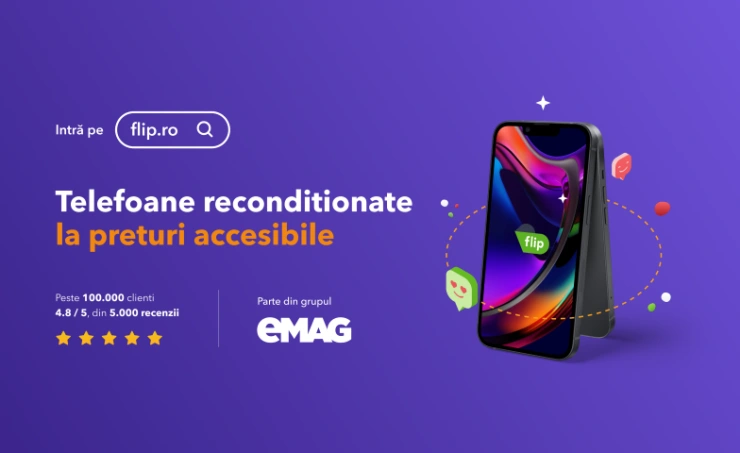 Intră pe flip.ro
Telefoane reconditionate
la preturi accesibile
Peste 100.000 clienti
4.8 / 5, din 5.000 recenzii
Parte din grupul
eMAG
flip